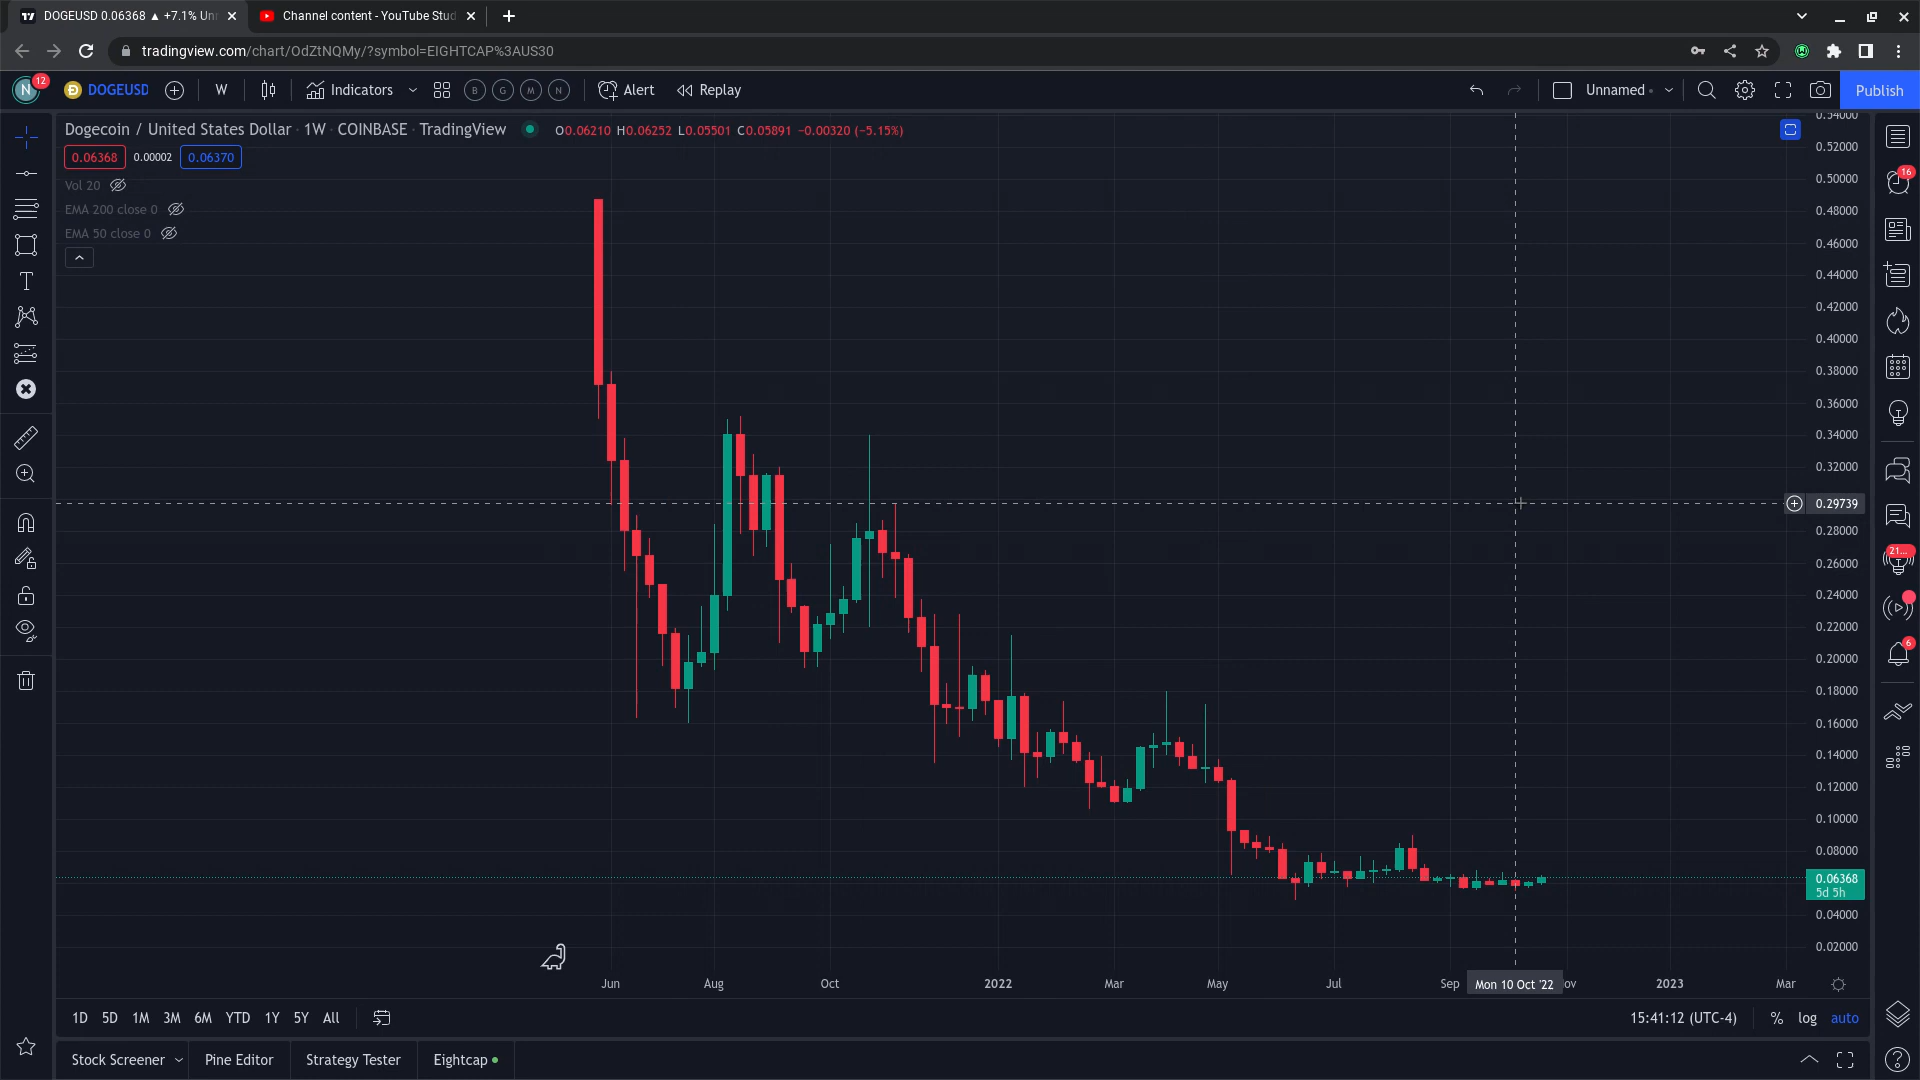 DOGEUSD 0.06368 ▲ +7.1% Un
Channel content - YouTube Stud
tradingview.com/chart/OdZtNQMy/?symbol=EIGHTCAP%3AUS30
N 12 DOGEUSD W Indicators B G M N Alert Replay Unnamed Publish
Dogecoin / United States Dollar · 1W · COINBASE · TradingView O0.06210 H0.06252 L0.05501 C0.05891 −0.00320 (−5.15%)
0.06368 0.00002 0.06370
Vol 20
EMA 200 close 0
EMA 50 close 0
0.54000
0.52000
0.50000
0.48000
0.46000
0.44000
0.42000
0.40000
0.38000
0.36000
0.34000
0.32000
0.29739
0.28000
0.26000
0.24000
0.22000
0.20000
0.18000
0.16000
0.14000
0.12000
0.10000
0.08000
0.06368
5d 5h
0.04000
0.02000
16
21...
6
Jun Aug Oct 2022 Mar May Jul Sep Mon 10 Oct '22 ov 2023 Mar
1D 5D 1M 3M 6M YTD 1Y 5Y All 15:41:12 (UTC-4) % log auto
Stock Screener Pine Editor Strategy Tester Eightcap